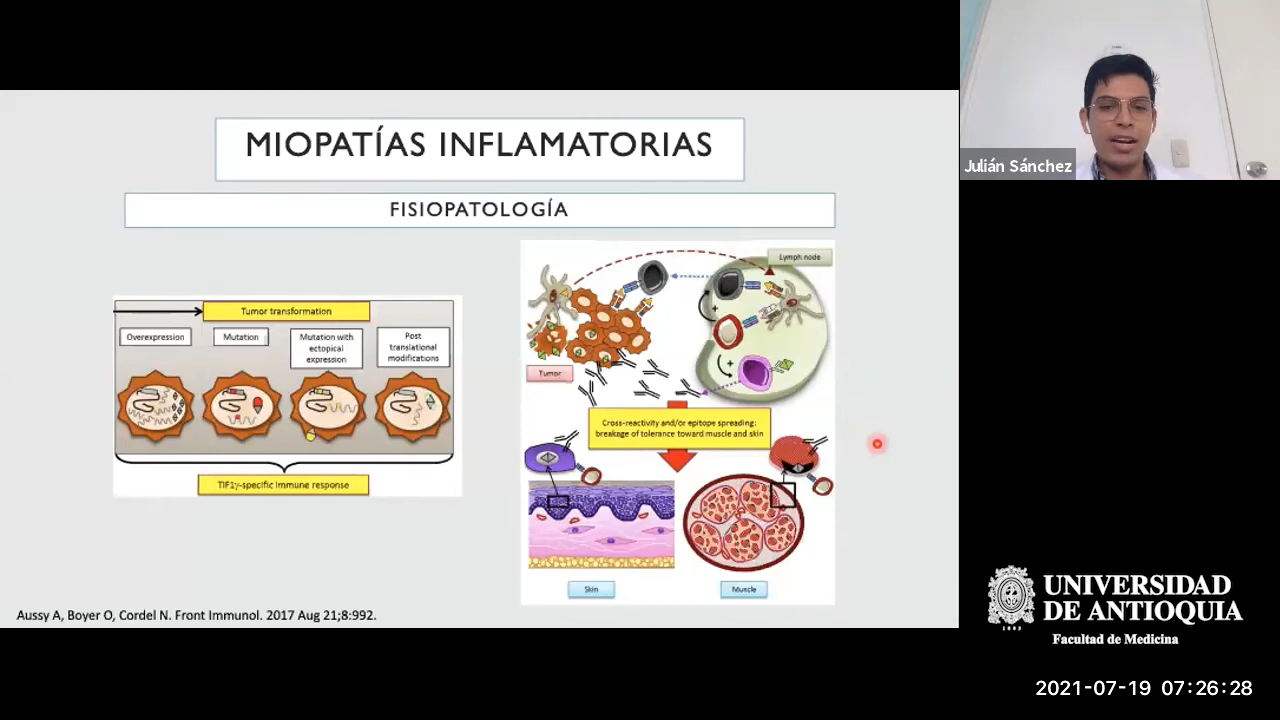 MIOPATÍAS INFLAMATORIAS
FISIOPATOLOGÍA
Tumor transformation
Overexpression
Mutation
Mutation with
ectopical
expression
Post
translational
modifications
TIF1γ-specific immune response
Lymph node
Tumor
Cross-reactivity and/or epitope spreading:
breakage of tolerance toward muscle and skin
Skin
Muscle
Aussy A, Boyer O, Cordel N. Front Immunol. 2017 Aug 21;8:992.
Julián Sánchez
UNIVERSIDAD
DE ANTIOQUIA
1803
Facultad de Medicina
2021-07-19 07:26:28